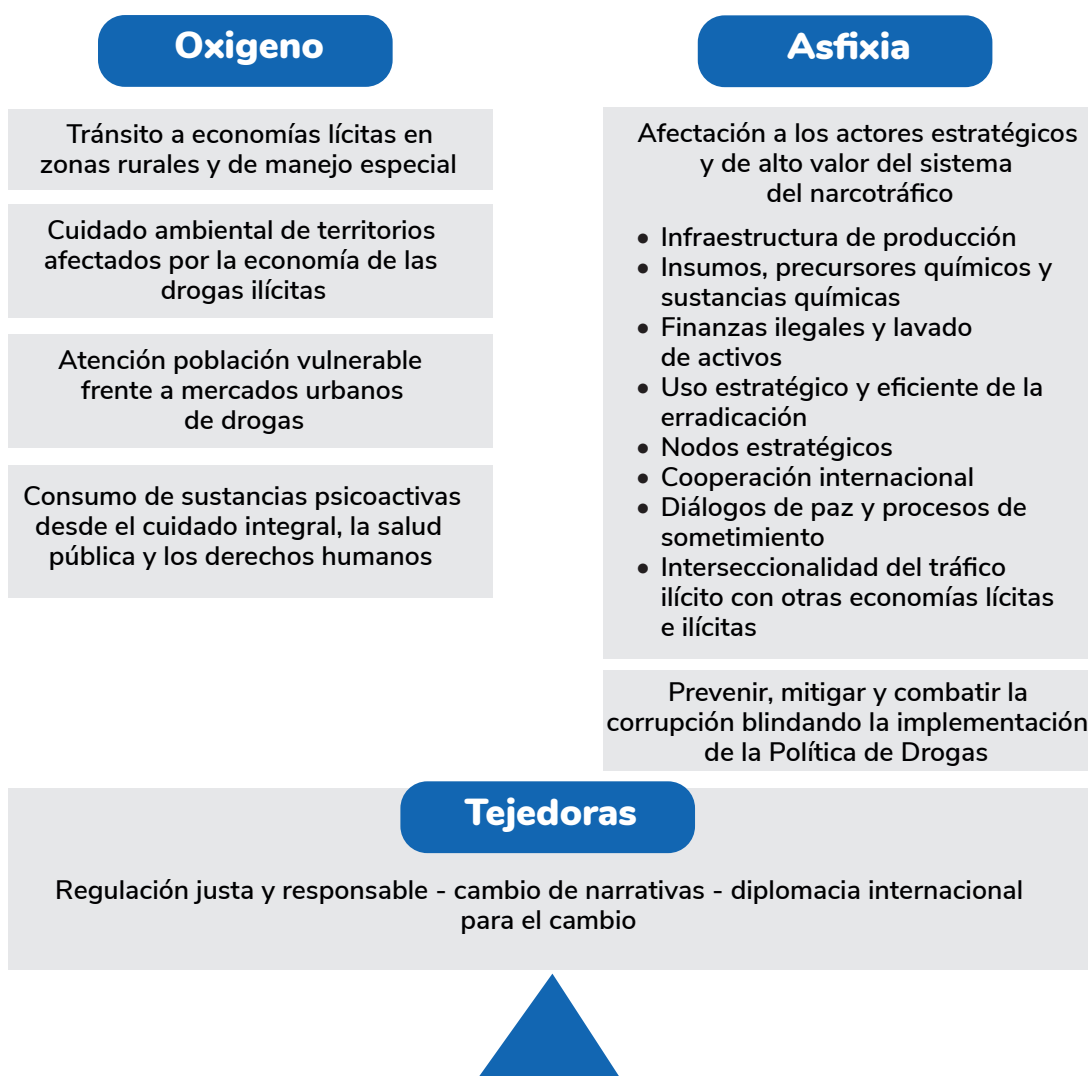 Oxigeno
Tránsito a economías lícitas en
zonas rurales y de manejo especial
Cuidado ambiental de territorios
afectados por la economía de las
drogas ilícitas
Atención población vulnerable
frente a mercados urbanos
de drogas
Consumo de sustancias psicoactivas
desde el cuidado integral, la salud
pública y los derechos humanos
Asfixia
Afectación a los actores estratégicos
y de alto valor del sistema
del narcotráfico
• Infraestructura de producción
• Insumos, precursores químicos y
sustancias químicas
• Finanzas ilegales y lavado
de activos
• Uso estratégico y eficiente de la
erradicación
• Nodos estratégicos
• Cooperación internacional
• Diálogos de paz y procesos de
sometimiento
• Interseccionalidad del tráfico
ilícito con otras economías lícitas
e ilícitas
Prevenir, mitigar y combatir la
corrupción blindando la implementación
de la Política de Drogas
Tejedoras
Regulación justa y responsable - cambio de narrativas - diplomacia internacional
para el cambio